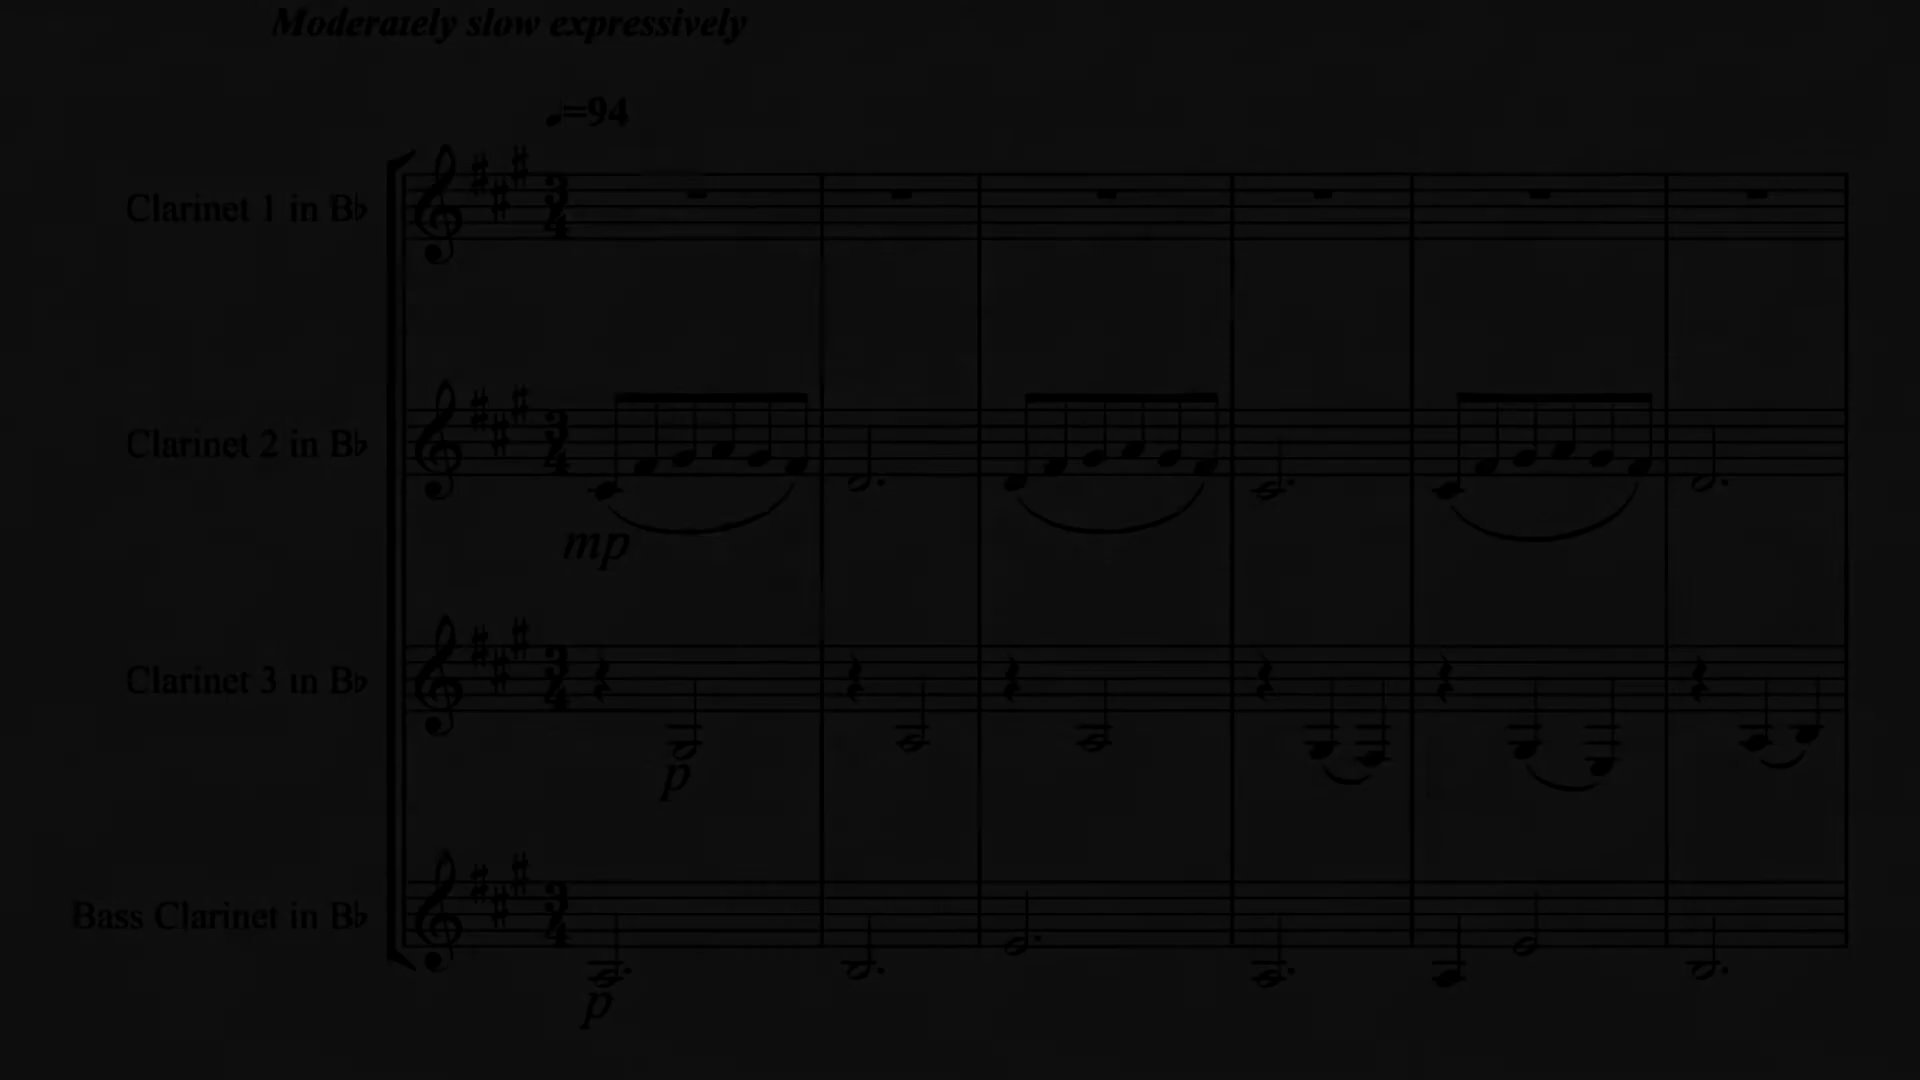 Moderately slow expressively
♩=94
Clarinet 1 in B♭
Clarinet 2 in B♭
mp
Clarinet 3 in B♭
p
Bass Clarinet in B♭
p